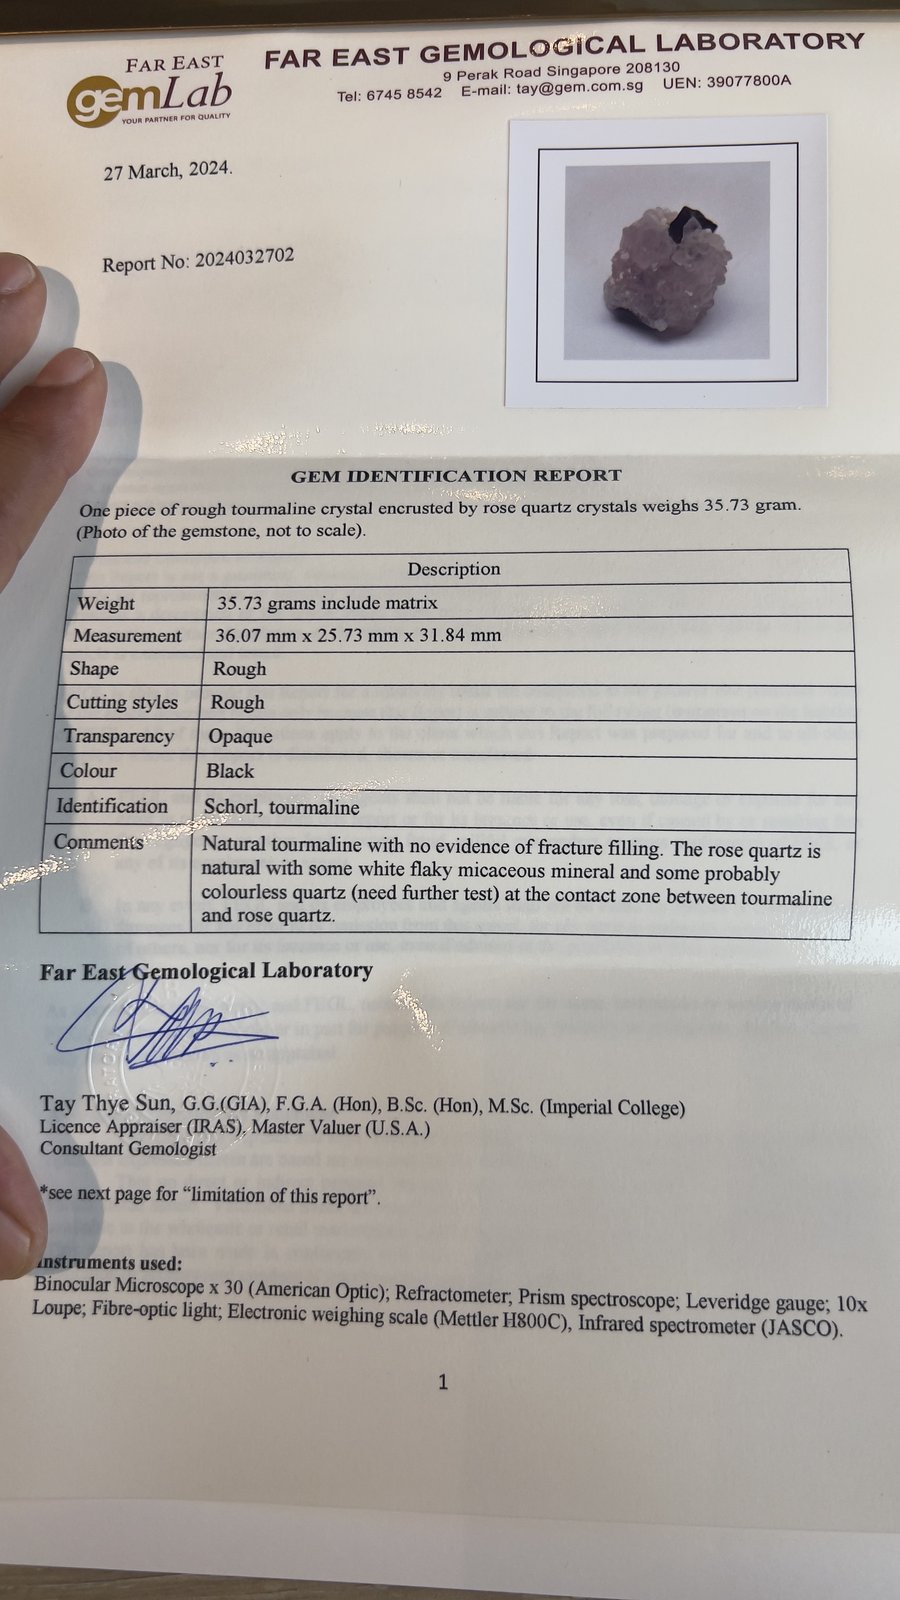 FAR EAST
gemLab
YOUR PARTNER FOR QUALITY
FAR EAST GEMOLOGICAL LABORATORY
9 Perak Road Singapore 208130
Tel: 6745 8542 E-mail: tay@gem.com.sg UEN: 39077800A
27 March, 2024.
Report No: 2024032702
GEM IDENTIFICATION REPORT
One piece of rough tourmaline crystal encrusted by rose quartz crystals weighs 35.73 gram.
(Photo of the gemstone, not to scale).
Description
Weight 35.73 grams include matrix
Measurement 36.07 mm x 25.73 mm x 31.84 mm
Shape Rough
Cutting styles Rough
Transparency Opaque
Colour Black
Identification Schorl, tourmaline
Comments Natural tourmaline with no evidence of fracture filling. The rose quartz is
natural with some white flaky micaceous mineral and some probably
colourless quartz (need further test) at the contact zone between tourmaline
and rose quartz.
Far East Gemological Laboratory
Tay Thye Sun, G.G.(GIA), F.G.A. (Hon), B.Sc. (Hon), M.Sc. (Imperial College)
Licence Appraiser (IRAS), Master Valuer (U.S.A.)
Consultant Gemologist
*see next page for “limitation of this report”.
Instruments used:
Binocular Microscope x 30 (American Optic); Refractometer; Prism spectroscope; Leveridge gauge; 10x
Loupe; Fibre-optic light; Electronic weighing scale (Mettler H800C), Infrared spectrometer (JASCO).
1